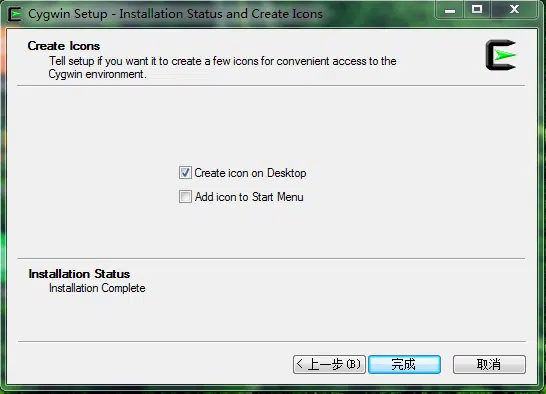 Cygwin Setup - Installation Status and Create Icons
Create Icons
Tell setup if you want it to create a few icons for convenient access to the
Cygwin environment.
Create icon on Desktop
Add icon to Start Menu
Installation Status
Installation Complete
< 上一步(B)
完成
取消